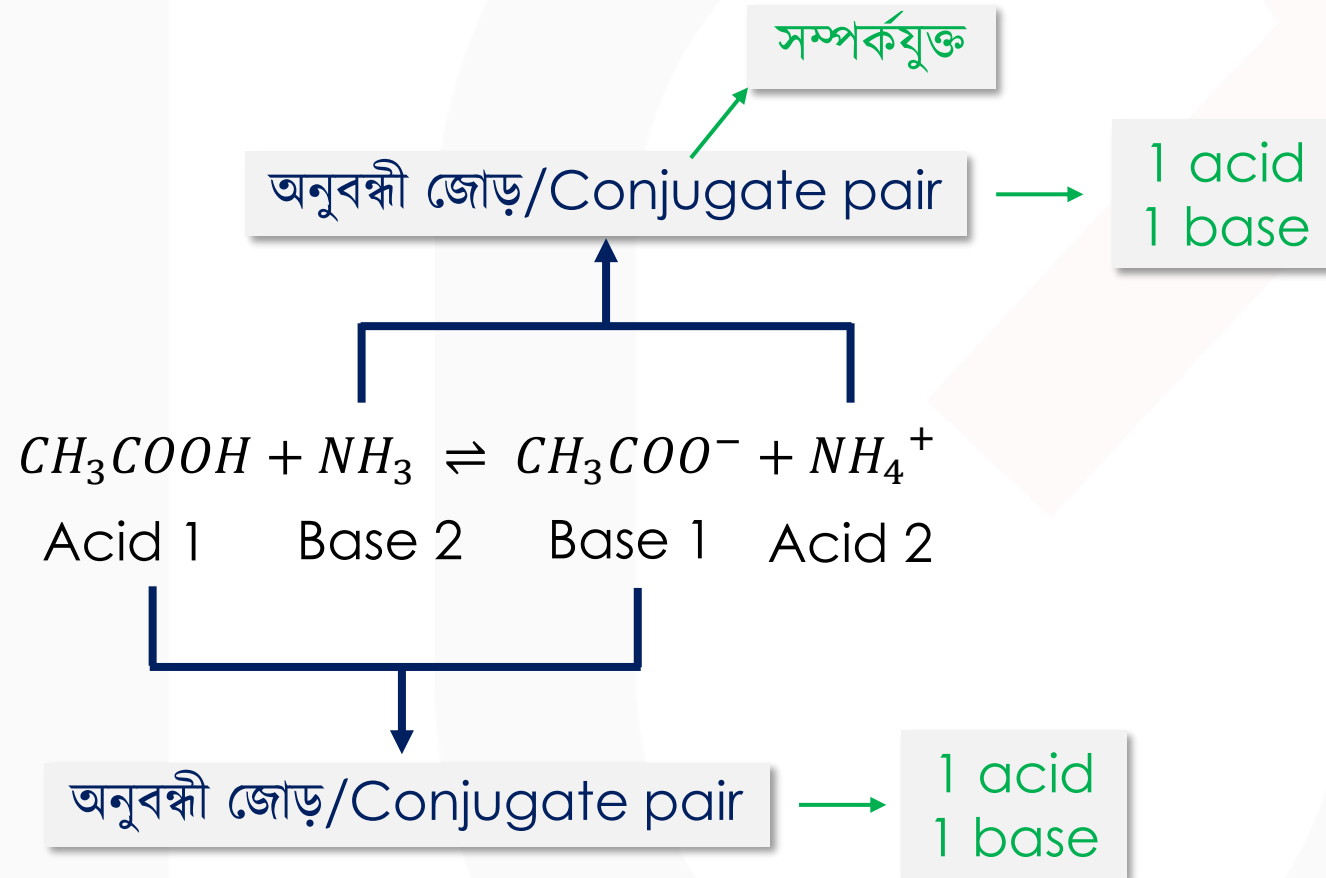 সম্পর্কযুক্ত
অনুবন্ধী জোড়/Conjugate pair
1 acid
1 base
CH₃COOH + NH₃ ⇌ CH₃COO⁻ + NH₄⁺
Acid 1 Base 2 Base 1 Acid 2
অনুবন্ধী জোড়/Conjugate pair
1 acid
1 base